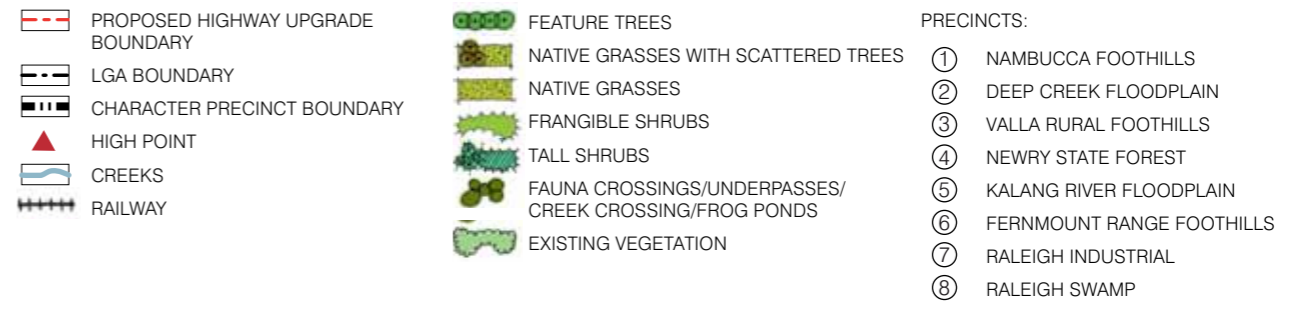 PROPOSED HIGHWAY UPGRADE
BOUNDARY
LGA BOUNDARY
CHARACTER PRECINCT BOUNDARY
HIGH POINT
CREEKS
RAILWAY
FEATURE TREES
NATIVE GRASSES WITH SCATTERED TREES
NATIVE GRASSES
FRANGIBLE SHRUBS
TALL SHRUBS
FAUNA CROSSINGS/UNDERPASSES/
CREEK CROSSING/FROG PONDS
EXISTING VEGETATION
PRECINCTS:
1 NAMBUCCA FOOTHILLS
2 DEEP CREEK FLOODPLAIN
3 VALLA RURAL FOOTHILLS
4 NEWRY STATE FOREST
5 KALANG RIVER FLOODPLAIN
6 FERNMOUNT RANGE FOOTHILLS
7 RALEIGH INDUSTRIAL
8 RALEIGH SWAMP